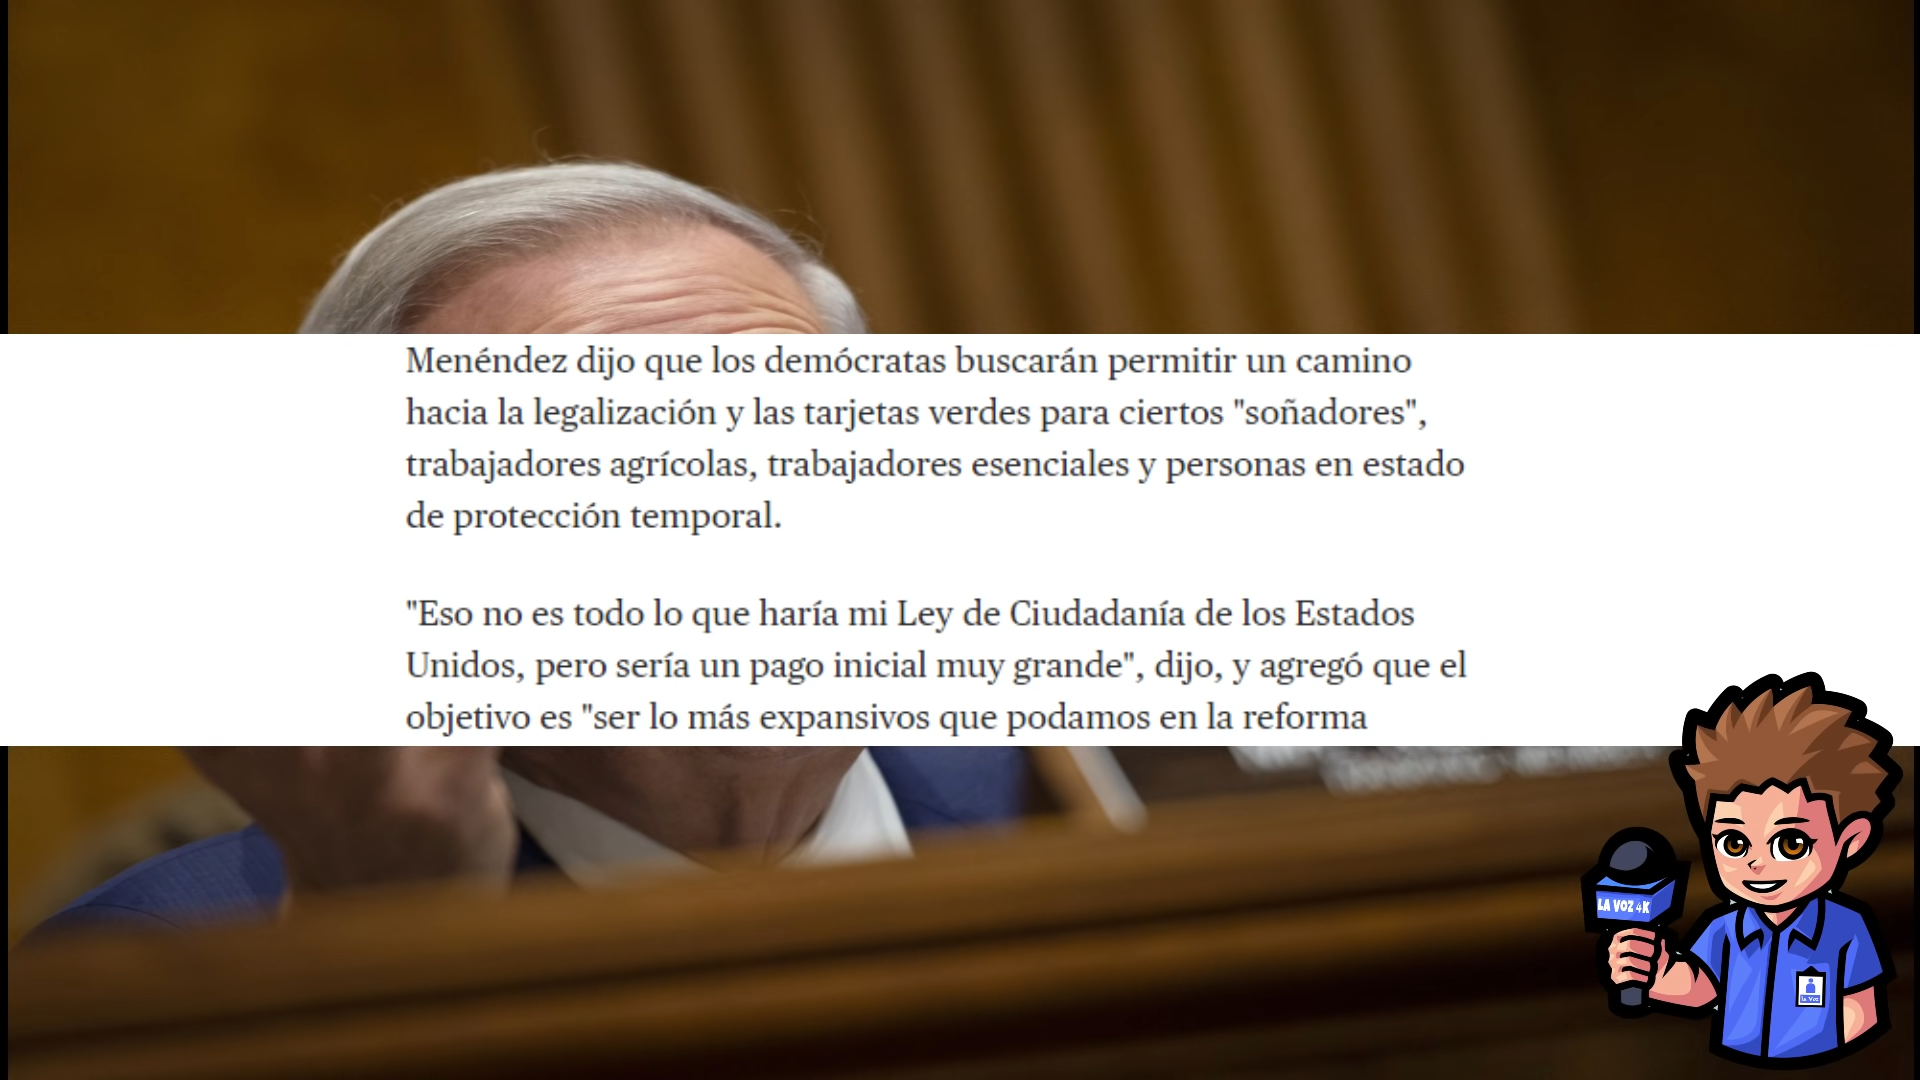 Menéndez dijo que los demócratas buscarán permitir un camino
hacia la legalización y las tarjetas verdes para ciertos "soñadores",
trabajadores agrícolas, trabajadores esenciales y personas en estado
de protección temporal.
"Eso no es todo lo que haría mi Ley de Ciudadanía de los Estados
Unidos, pero sería un pago inicial muy grande", dijo, y agregó que el
objetivo es "ser lo más expansivos que podamos en la reforma
LA VOZ 4K
la Voz